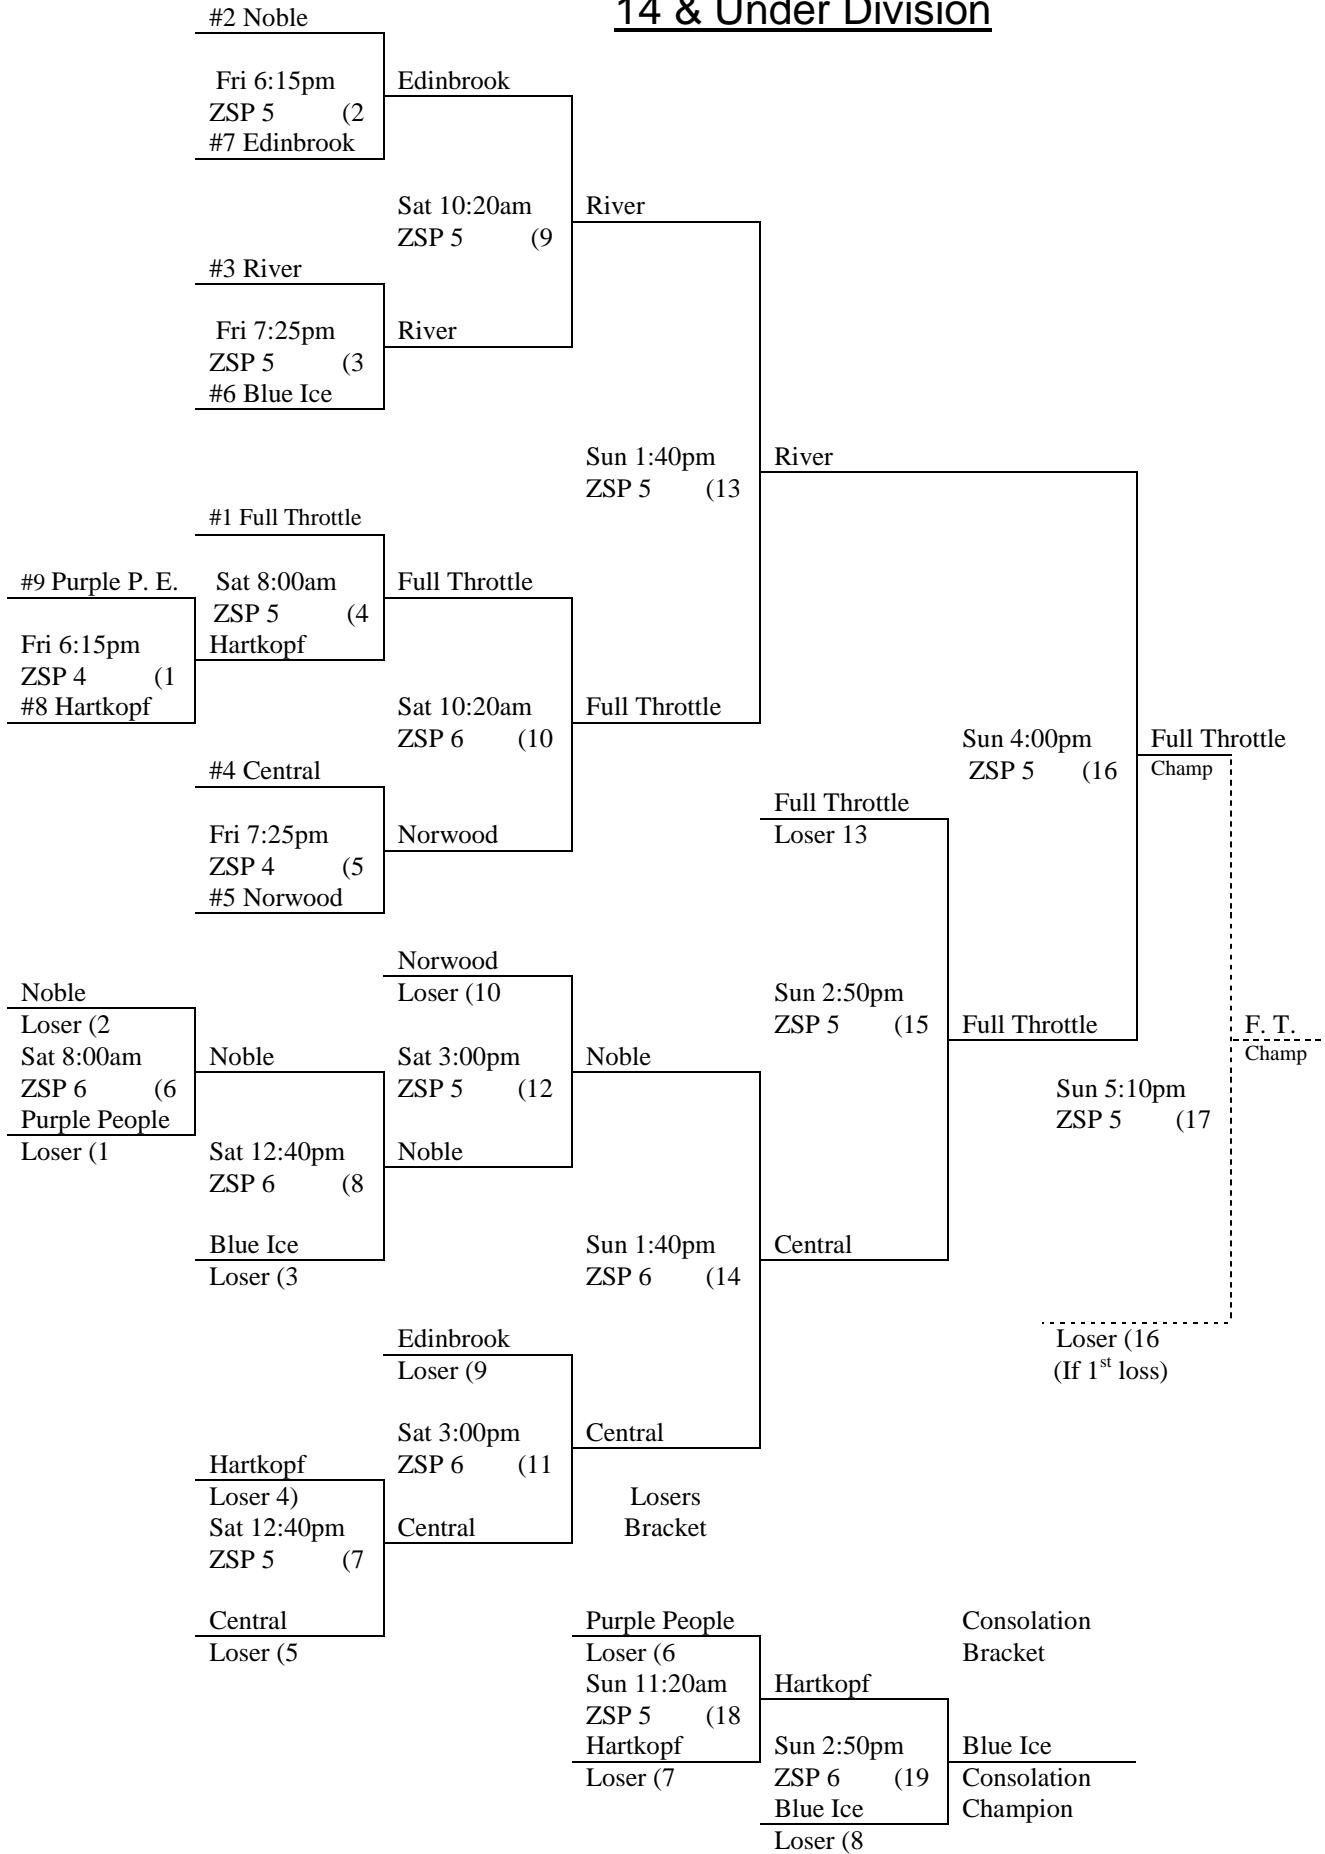 14 & Under Division
#2 Noble
Fri 6:15pm
ZSP 5 (2
#7 Edinbrook
Edinbrook
Sat 10:20am
ZSP 5 (9
River
#3 River
Fri 7:25pm
ZSP 5 (3
#6 Blue Ice
River
Sun 1:40pm
ZSP 5 (13
River
#1 Full Throttle
#9 Purple P. E.
Fri 6:15pm
ZSP 4 (1
#8 Hartkopf
Sat 8:00am
ZSP 5 (4
Hartkopf
Full Throttle
Sat 10:20am
ZSP 6 (10
Full Throttle
#4 Central
Fri 7:25pm
ZSP 4 (5
#5 Norwood
Norwood
Sun 4:00pm
ZSP 5 (16
Full Throttle
Champ
Full Throttle
Loser 13
Norwood
Loser (10
Noble
Loser (2
Sat 8:00am
ZSP 6 (6
Purple People
Loser (1
Noble
Sat 12:40pm
ZSP 6 (8
Blue Ice
Loser (3
Sat 3:00pm
ZSP 5 (12
Noble
Noble
Sun 2:50pm
ZSP 5 (15
Full Throttle
Sun 5:10pm
ZSP 5 (17
F. T.
Champ
Sun 1:40pm
ZSP 6 (14
Central
Loser (16
(If 1st loss)
Edinbrook
Loser (9
Sat 3:00pm
ZSP 6 (11
Central
Hartkopf
Loser 4)
Sat 12:40pm
ZSP 5 (7
Central
Loser (5
Central
Losers
Bracket
Purple People
Loser (6
Sun 11:20am
ZSP 5 (18
Hartkopf
Loser (7
Hartkopf
Sun 2:50pm
ZSP 6 (19
Blue Ice
Loser (8
Consolation
Bracket
Blue Ice
Consolation
Champion